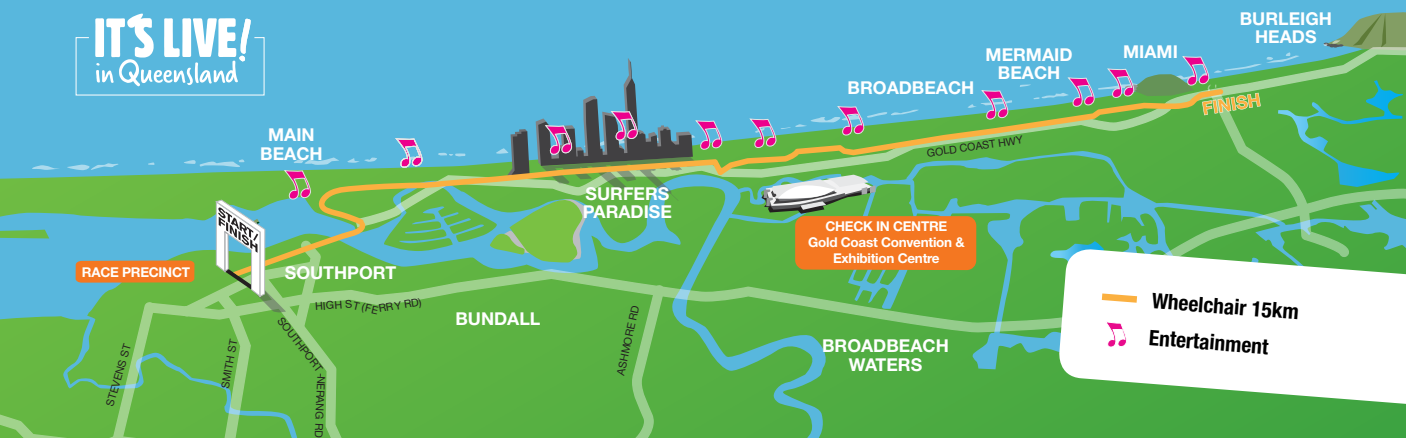 IT'S LIVE!
in Queensland
BURLEIGH
HEADS
MERMAID
BEACH
MIAMI
BROADBEACH
FINISH
MAIN
BEACH
GOLD COAST HWY
SURFERS
PARADISE
START/
FINISH
CHECK IN CENTRE
Gold Coast Convention &
Exhibition Centre
RACE PRECINCT
SOUTHPORT
HIGH ST (FERRY RD)
BUNDALL
ASHMORE RD
BROADBEACH
WATERS
STEVENS ST
SMITH ST
SOUTHPORT -NERANG RD
Wheelchair 15km
Entertainment